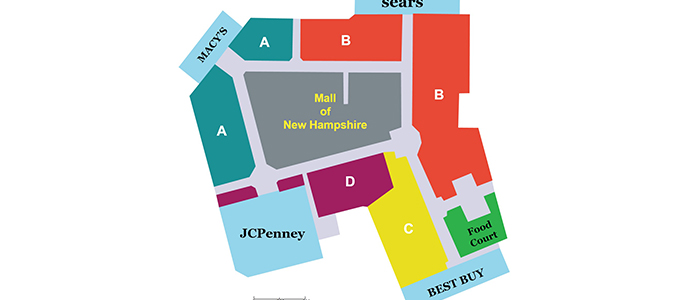 sears
MACY'S
A
B
Mall
of
New Hampshire
B
A
D
C
JCPenney
Food
Court
BEST BUY